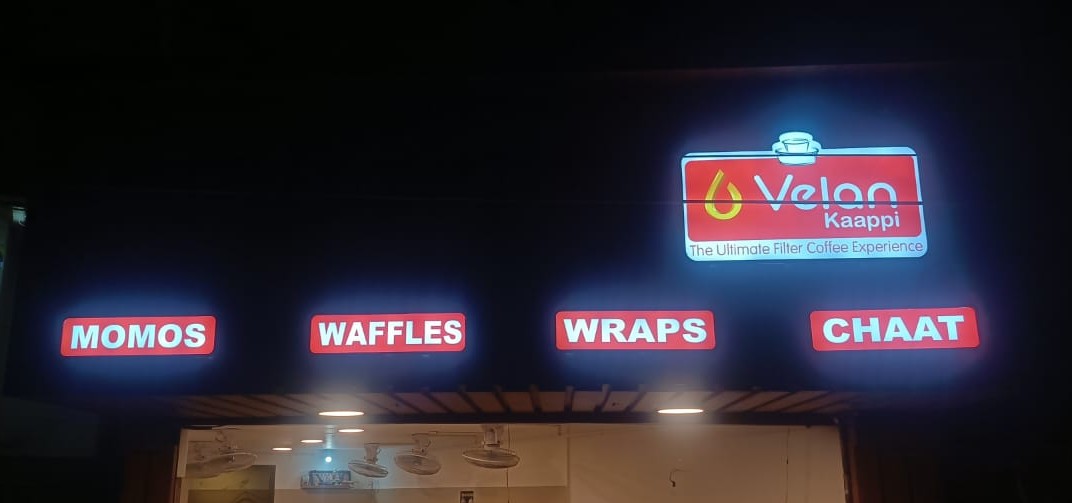 Velan
Kaappi
The Ultimate Filter Coffee Experience
MOMOS
WAFFLES
WRAPS
CHAAT